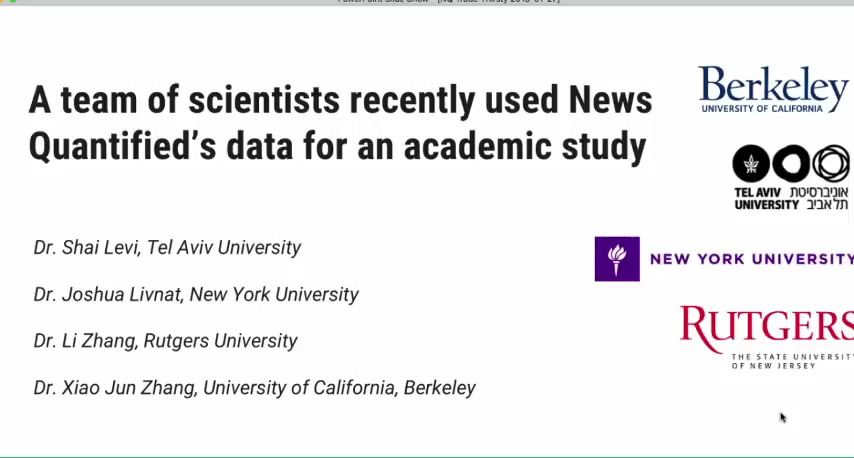 A team of scientists recently used News
Quantified's data for an academic study
Dr. Shai Levi, Tel Aviv University
Dr. Joshua Livnat, New York University
Dr. Li Zhang, Rutgers University
Dr. Xiao Jun Zhang, University of California, Berkeley
Berkeley
UNIVERSITY OF CALIFORNIA
TEL AVIV אוניברסיטת
UNIVERSITY תל אביב
NEW YORK UNIVERSITY
RUTGERS
THE STATE UNIVERSITY
OF NEW JERSEY